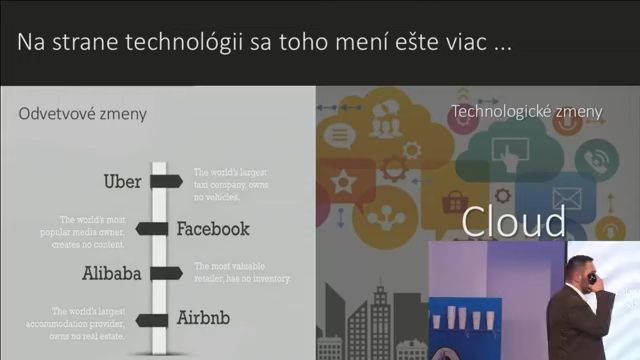 Na strane technológii sa toho mení ešte viac ...
Odvetvové zmeny
Uber
The world's largest
taxi company, owns
no vehicles.
The world's most
popular media owner,
creates no content.
Facebook
Alibaba
The most valuable
retailer, has no inventory.
The world's largest
accommodation provider,
owns no real estate.
Airbnb
Technologické zmeny
Cloud